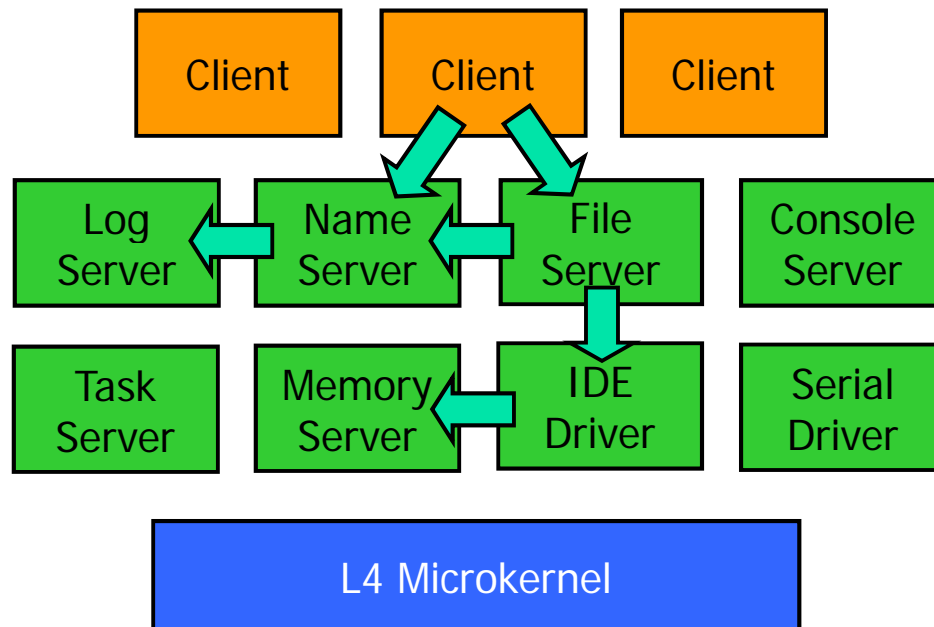 Client
Client
Client
Log
Server
Name
Server
File
Server
Console
Server
Task
Server
Memory
Server
IDE
Driver
Serial
Driver
L4 Microkernel